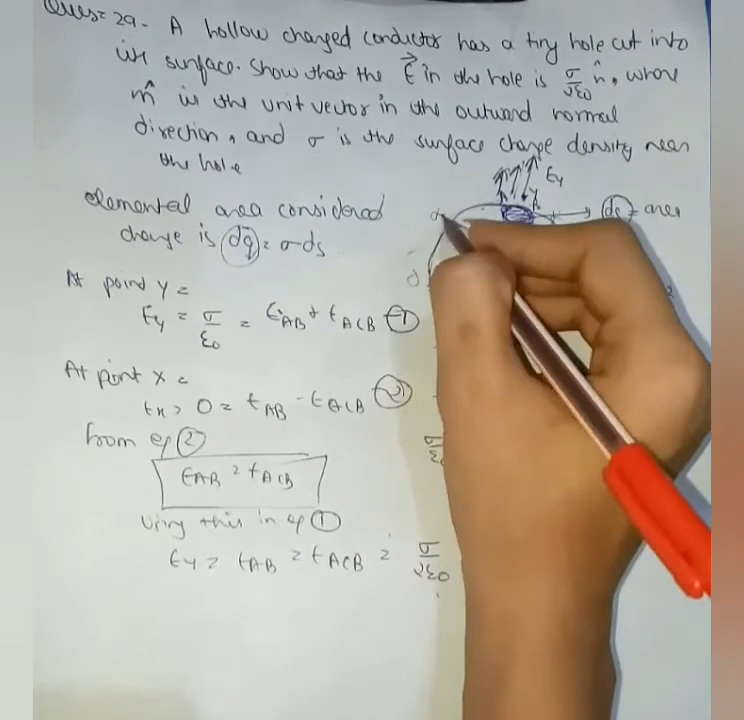 Ques= 29- A hollow charged conductor has a tiny hole cut into
its surface. Show that the E⃗ in the hole is σ/2ε0 n̂, where
n̂ is the unit vector in the outward normal
direction, and σ is the surface charge density near
the hole
Ey
ds = area
elemental area considered
charge is dq = σ ds
At point Y =
Ey = σ/ε0 = EAB + EACB ①
At point X =
Ex = 0 = EAB - EACB ②
from eq ②
EAB = EACB
Using this in eq ①
Ey = EAB = EACB = σ/2ε0